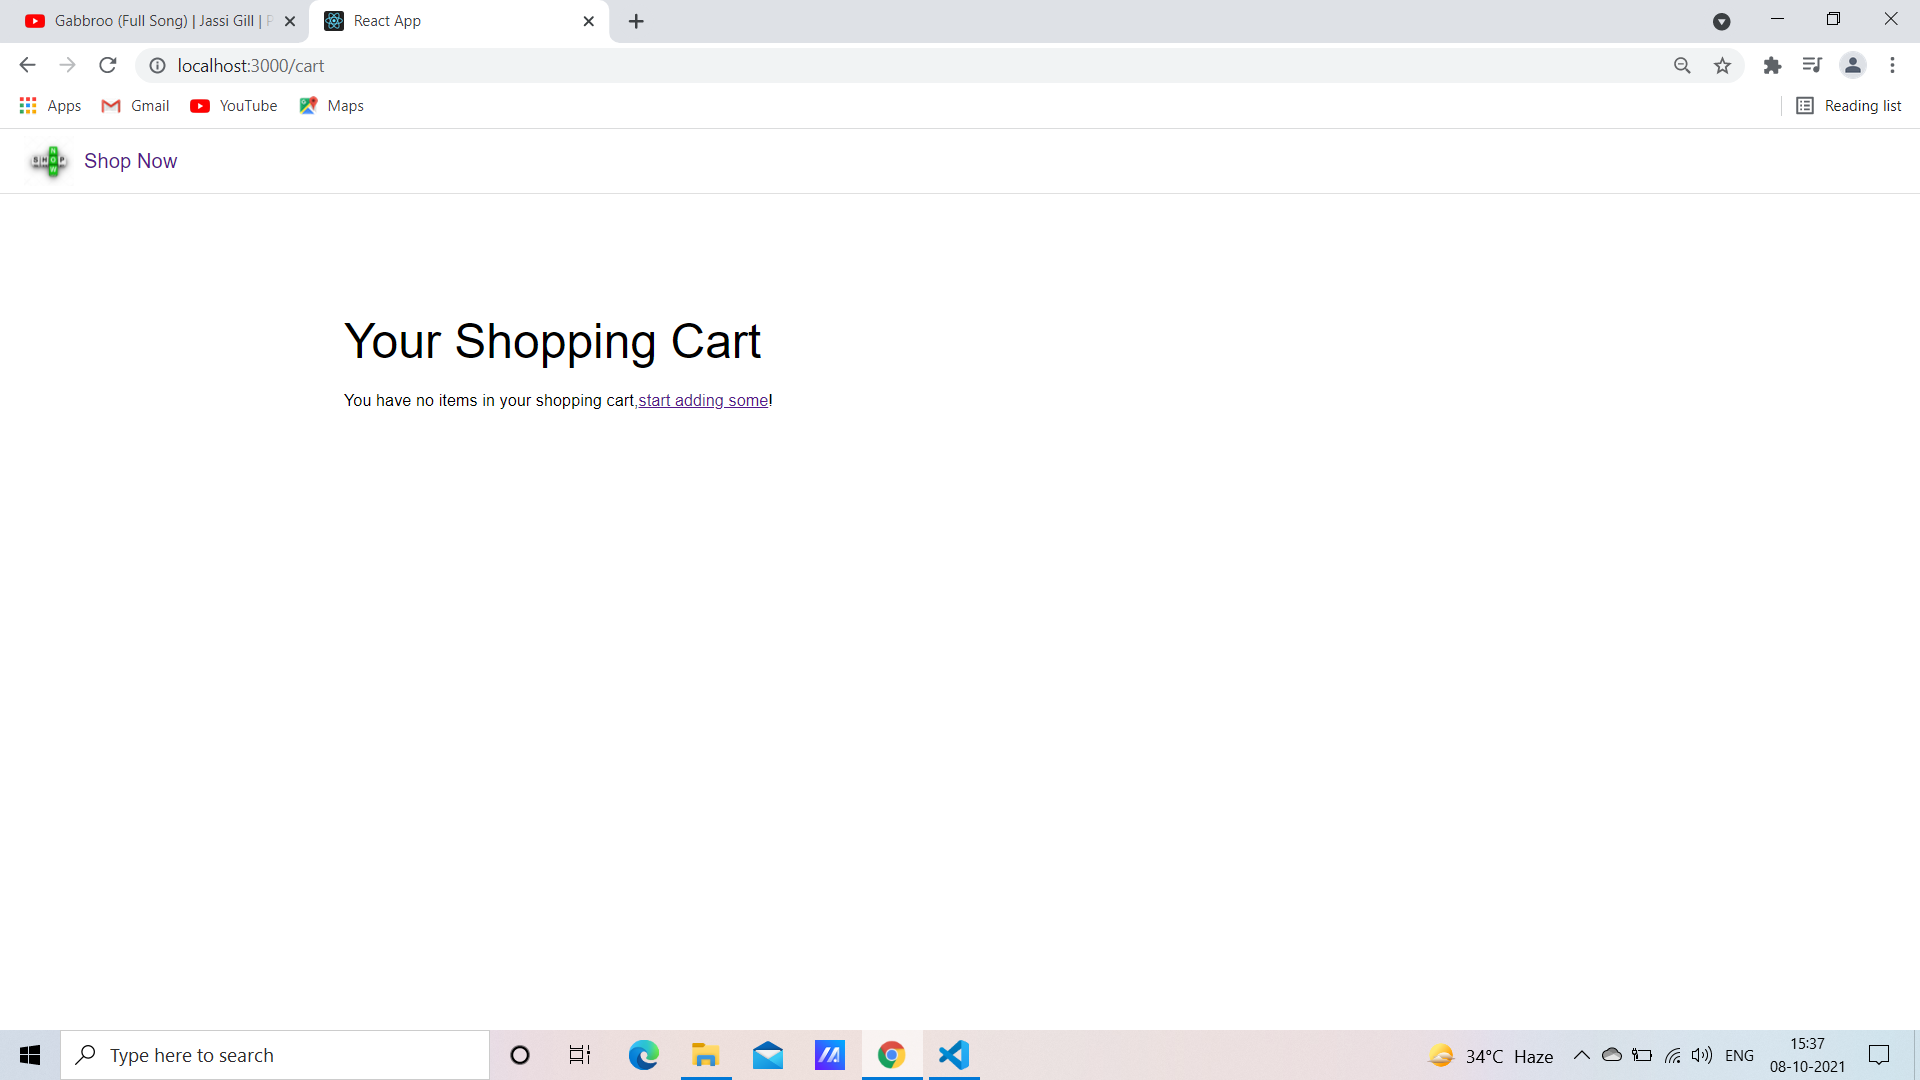 Gabbroo (Full Song) | Jassi Gill |
React App
localhost:3000/cart
Apps
Gmail
YouTube
Maps
Reading list
SHOP
NOW
Shop Now
Your Shopping Cart
You have no items in your shopping cart,start adding some!
Type here to search
34°C Haze
ENG
15:37
08-10-2021